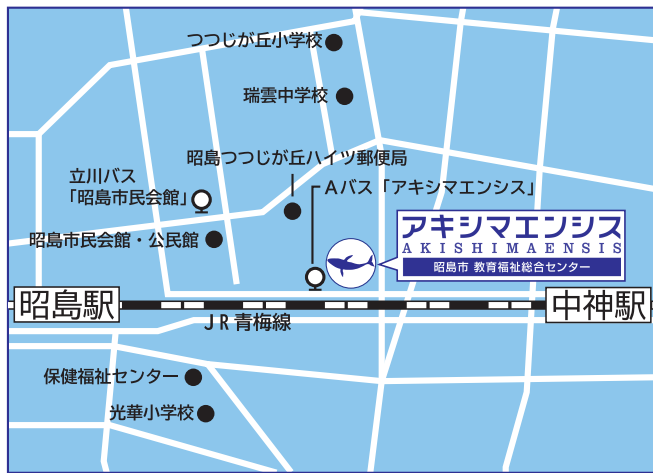 つつじが丘小学校
瑞雲中学校
昭島つつじが丘ハイツ郵便局
立川バス
「昭島市民会館」
Aバス「アキシマエンシス」
昭島市民会館・公民館
アキシマエンシス
AKISHIMAENSIS
昭島市 教育福祉総合センター
昭島駅
中神駅
JR青梅線
保健福祉センター
光華小学校